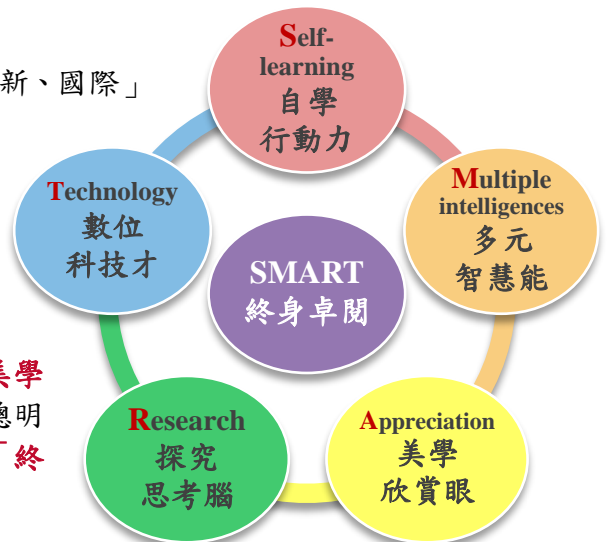 Self-
learning
自學
行動力
新、國際」
Technology
數位
科技才
Multiple
intelligences
多元
智慧能
SMART
終身卓閱
美學
聰明
「終
Research
探究
思考腦
Appreciation
美學
欣賞眼